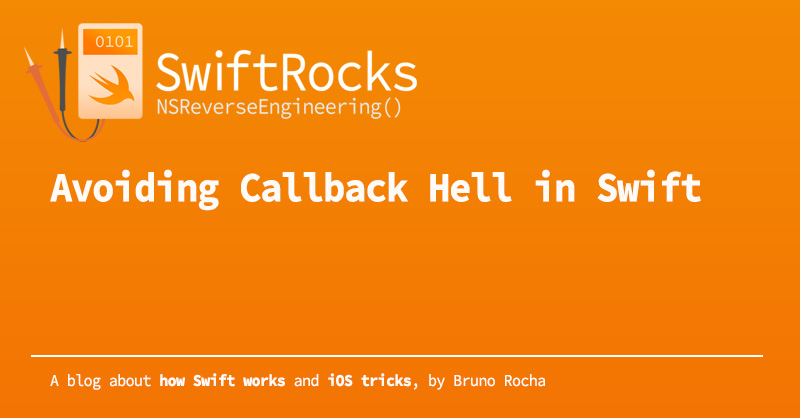 0101
SwiftRocks
NSReverseEngineering()
Avoiding Callback Hell in Swift
A blog about how Swift works and iOS tricks, by Bruno Rocha